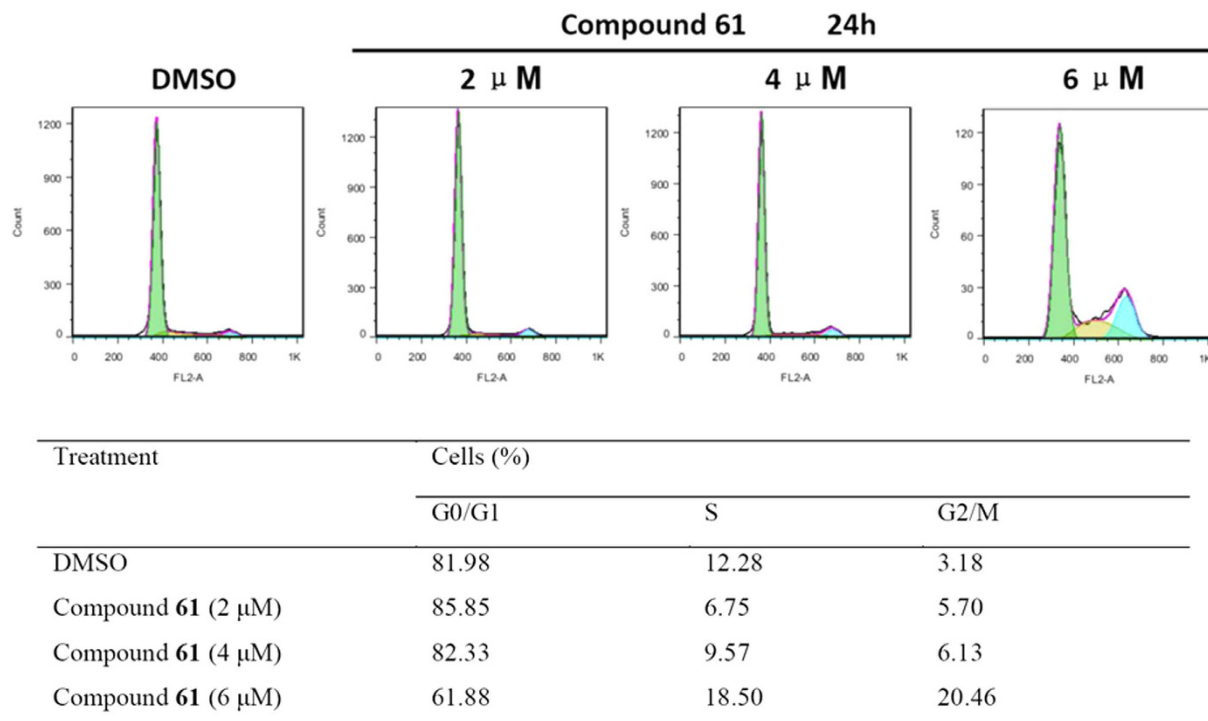 Compound 61 24h
DMSO 2 μ M 4 μ M 6 μ M
1200
900
600
300
0
Count
0 200 400 600 800 1K
FL2-A
1200
900
600
300
0
Count
0 200 400 600 800 1K
FL2-A
1200
900
600
300
0
Count
0 200 400 600 800 1K
FL2-A
120
90
60
30
0
Count
0 200 400 600 800 1K
FL2-A
Treatment Cells (%)
G0/G1 S G2/M
DMSO 81.98 12.28 3.18
Compound 61 (2 μM) 85.85 6.75 5.70
Compound 61 (4 μM) 82.33 9.57 6.13
Compound 61 (6 μM) 61.88 18.50 20.46